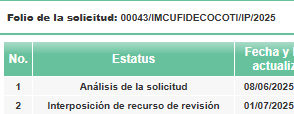 Folio de la solicitud: 00043/IMCUFIDECOCOTI/IP/2025
No. Estatus Fecha y
actualiz
1 Análisis de la solicitud 08/06/2025
2 Interposición de recurso de revisión 01/07/2025